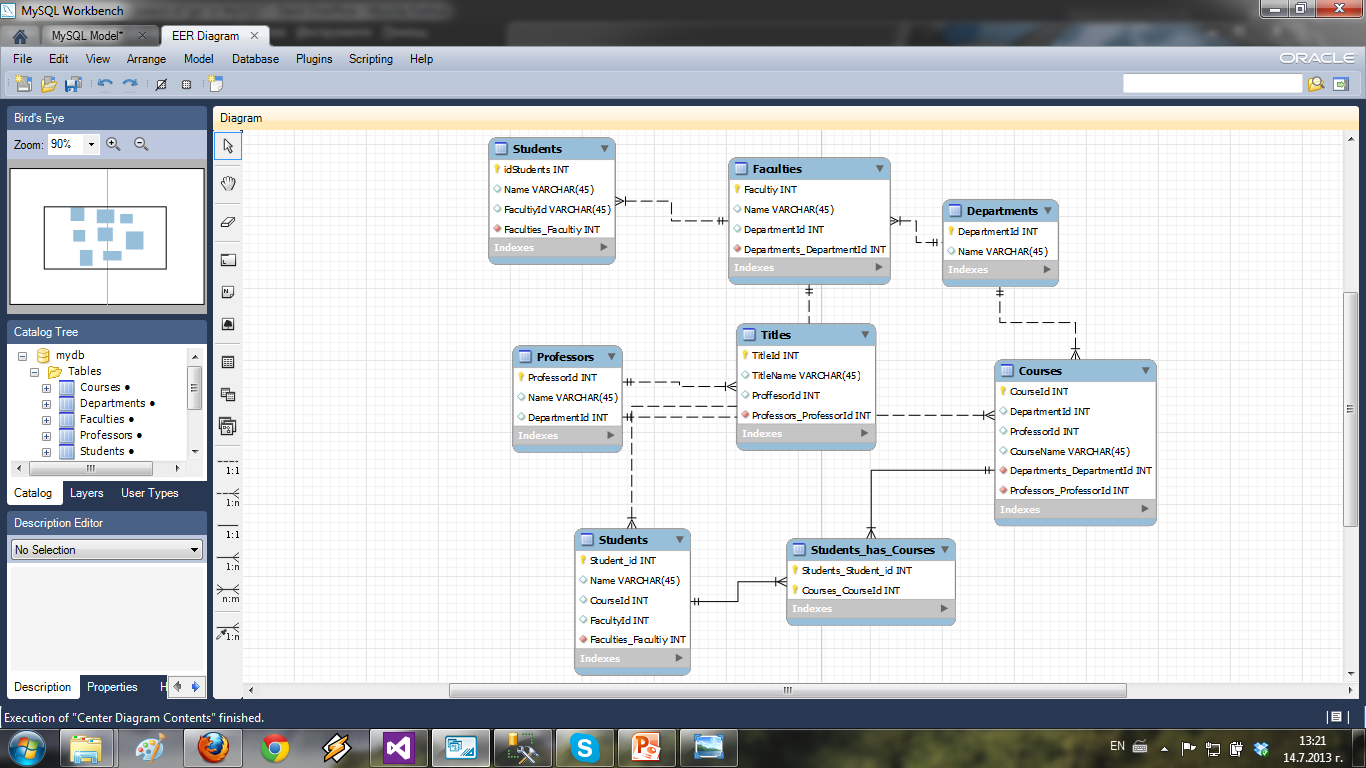 MySQL Workbench
MySQL Model*
EER Diagram
File Edit View Arrange Model Database Plugins Scripting Help
ORACLE
Bird's Eye
Zoom: 90%
Catalog Tree
mydb
Tables
Courses
Departments
Faculties
Professors
Students
Catalog Layers User Types
Description Editor
No Selection
Description Properties H
1:1
1:n
1:1
1:n
n:m
1:n
Diagram
Students
idStudents INT
Name VARCHAR(45)
FacultiyId VARCHAR(45)
Faculties_Facultiy INT
Indexes
Faculties
Facultiy INT
Name VARCHAR(45)
DepartmentId INT
Departments_DepartmentId INT
Indexes
Departments
DepartmentId INT
Name VARCHAR(45)
Indexes
Professors
ProfessorId INT
Name VARCHAR(45)
DepartmentId INT
Indexes
Titles
TitleId INT
TitleName VARCHAR(45)
ProffesorId INT
Professors_ProfessorId INT
Indexes
Courses
CourseId INT
DepartmentId INT
ProfessorId INT
CourseName VARCHAR(45)
Departments_DepartmentId INT
Professors_ProfessorId INT
Indexes
Students
Student_id INT
Name VARCHAR(45)
CourseId INT
FacultyId INT
Faculties_Facultiy INT
Indexes
Students_has_Courses
Students_Student_id INT
Courses_CourseId INT
Indexes
Execution of "Center Diagram Contents" finished.
EN
13:21
14.7.2013 г.